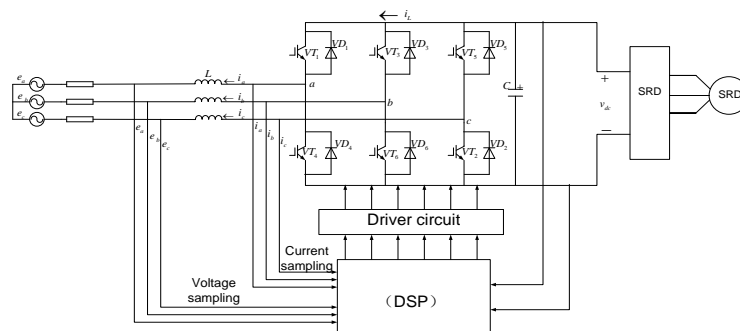 i_L
VT_1
VD_1
VT_3
VD_3
VT_5
VD_5
e_a
L
i_a
a
e_b
i_b
b
e_c
i_c
c
C
+
+
v_dc
−
SRD
SRD
e_a
e_b
e_c
i_a
i_b
i_c
VT_4
VD_4
VT_6
VD_6
VT_2
VD_2
Driver circuit
Current
sampling
Voltage
sampling
（DSP）